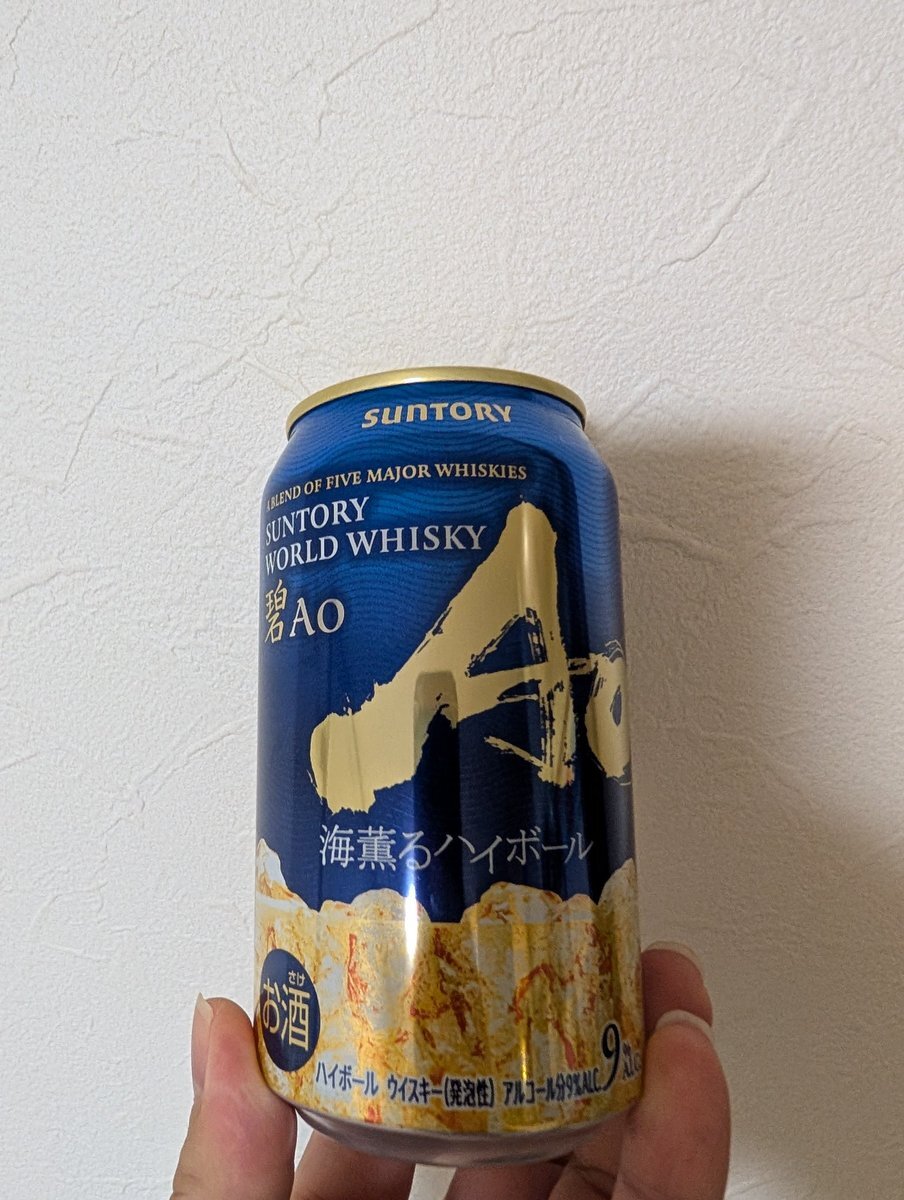 SUNTORY
A BLEND OF FIVE MAJOR WHISKIES
SUNTORY
WORLD WHISKY
碧 AO
Ao
海薫るハイボール
さけ
お酒
ハイボール ウイスキー(発泡性) アルコール分9%ALC.9%